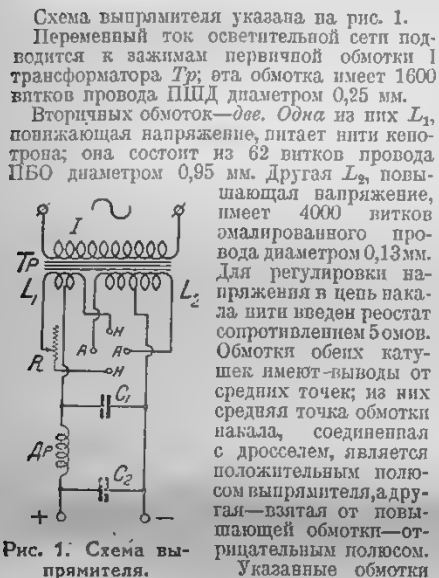 Схема выпрямителя указана на рис. 1.
Переменный ток осветительной сети под-
водится к зажимам первичной обмотки I
трансформатора Тр; эта обмотка имеет 1600
витков провода ПШД диаметром 0,25 мм.
Вторичных обмоток—две. Одна из них L₁,
понижающая напряжение, питает нити кено-
трона; она состоит из 62 витков провода
ПБО диаметром 0,95 мм. Другая L₂, повы-
шающая напряжение,
имеет 4000 витков
эмалированного про-
вода диаметром 0,13 мм.
Для регулировки на-
пряжения в цепь нака-
ла нити введен реостат
сопротивлением 5 омов.
Обмотки обеих кату-
шек имеют выводы от
средних точек; из них
средняя точка обмотки
накала, соединенная
с дросселем, является
положительным полю-
сом выпрямителя, а дру-
гая—взятая от повы-
шающей обмотки—от-
рицательным полюсом.
Указанные обмотки
I
Тр
L₁
L₂
Н
А
А
R
Н
C₁
Др
C₂
+
−
Рис. 1. Схема вы-
прямителя.